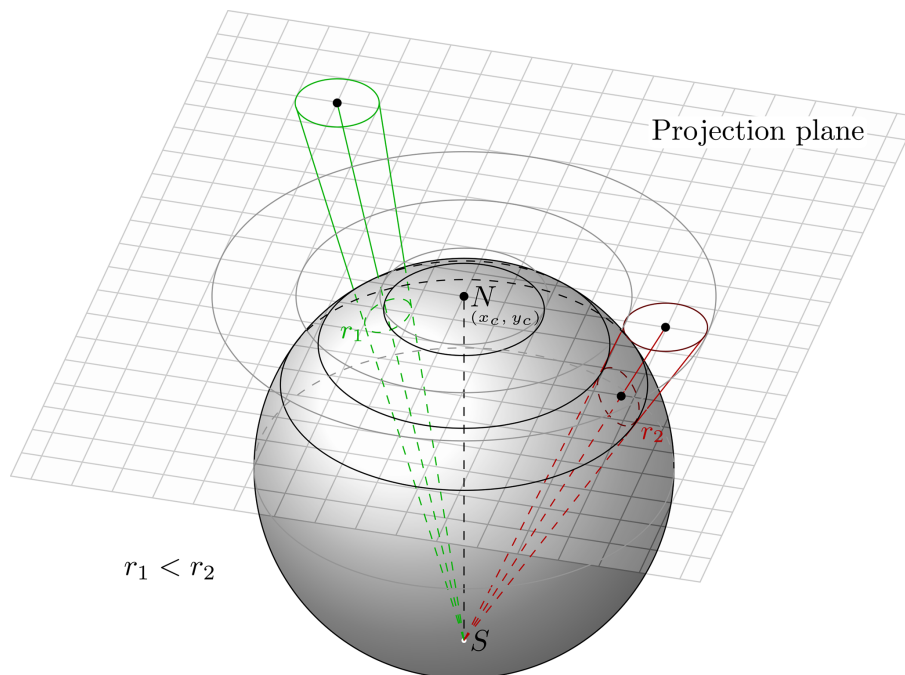 Projection plane
N
(x_c, y_c)
r_1
r_2
r_1 < r_2
S